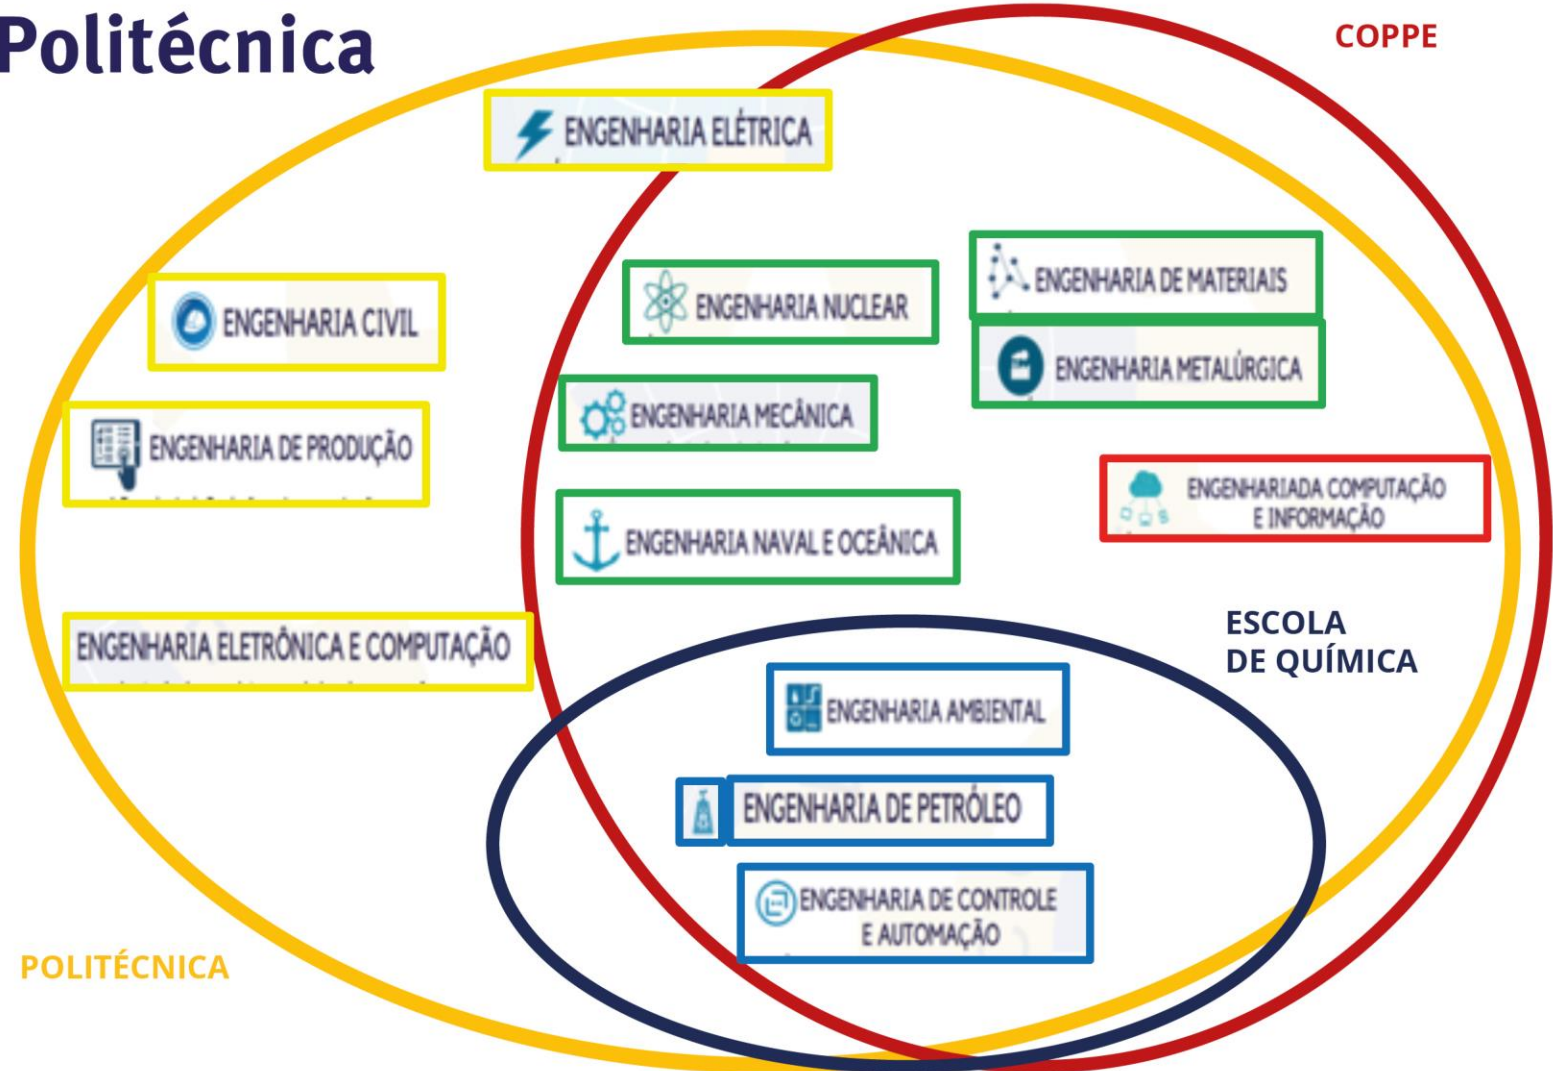 Politécnica
COPPE
ENGENHARIA ELÉTRICA
ENGENHARIA CIVIL
ENGENHARIA NUCLEAR
ENGENHARIA DE MATERIAIS
ENGENHARIA METALÚRGICA
ENGENHARIA DE PRODUÇÃO
ENGENHARIA MECÂNICA
ENGENHARIADA COMPUTAÇÃO
E INFORMAÇÃO
ENGENHARIA NAVAL E OCEÂNICA
ENGENHARIA ELETRÔNICA E COMPUTAÇÃO
ESCOLA
DE QUÍMICA
ENGENHARIA AMBIENTAL
ENGENHARIA DE PETRÓLEO
ENGENHARIA DE CONTROLE
E AUTOMAÇÃO
POLITÉCNICA